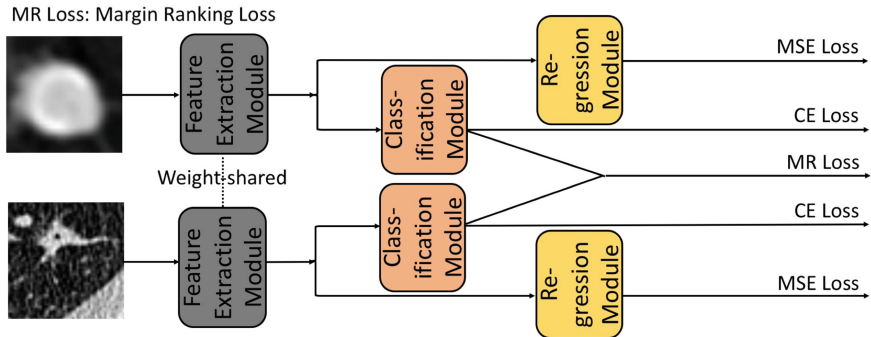 MR Loss: Margin Ranking Loss
Feature
Extraction
Module
Class-
ification
Module
Re-
gression
Module
MSE Loss
CE Loss
MR Loss
Weight-shared
Feature
Extraction
Module
Class-
ification
Module
Re-
gression
Module
CE Loss
MSE Loss